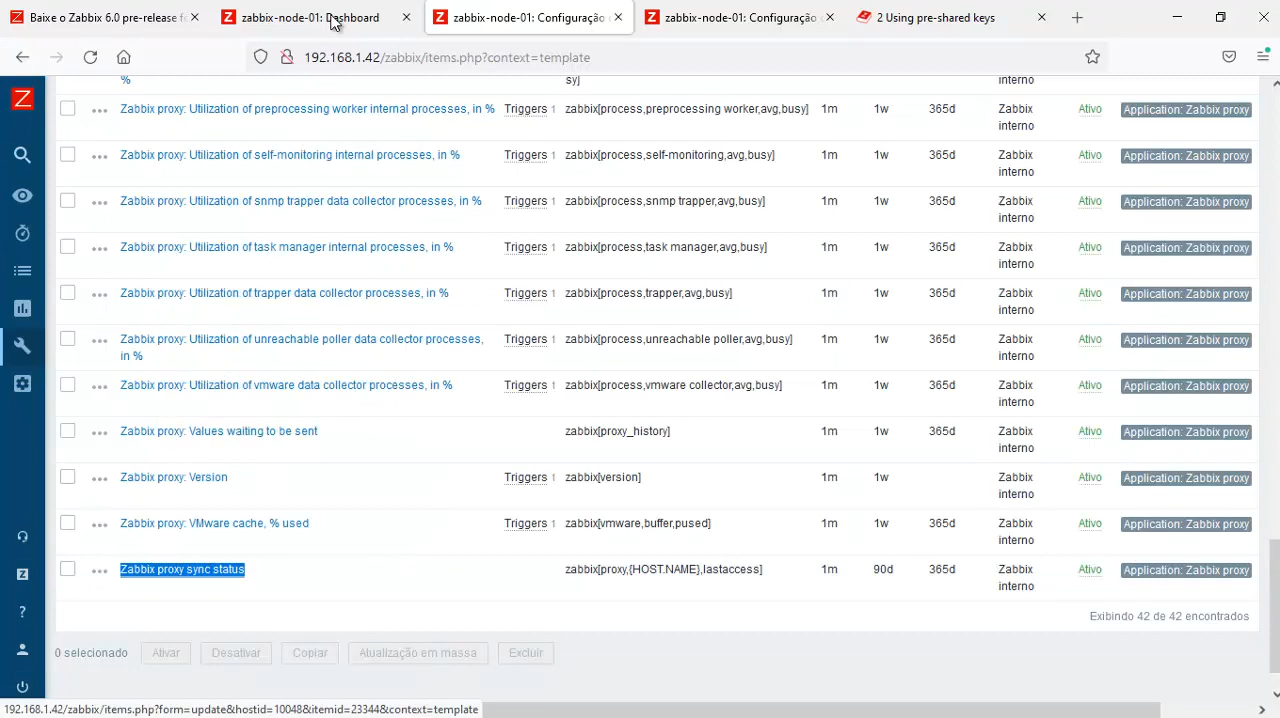 Baixe o Zabbix 6.0 pre-release f
zabbix-node-01: Dashboard
zabbix-node-01: Configuração
zabbix-node-01: Configuração
2 Using pre-shared keys
192.168.1.42/zabbix/items.php?context=template
% sy] interno
Zabbix proxy: Utilization of preprocessing worker internal processes, in % Triggers 1 zabbix[process,preprocessing worker,avg,busy] 1m 1w 365d Zabbix Ativo Application: Zabbix proxy
interno
Zabbix proxy: Utilization of self-monitoring internal processes, in % Triggers 1 zabbix[process,self-monitoring,avg,busy] 1m 1w 365d Zabbix Ativo Application: Zabbix proxy
interno
Zabbix proxy: Utilization of snmp trapper data collector processes, in % Triggers 1 zabbix[process,snmp trapper,avg,busy] 1m 1w 365d Zabbix Ativo Application: Zabbix proxy
interno
Zabbix proxy: Utilization of task manager internal processes, in % Triggers 1 zabbix[process,task manager,avg,busy] 1m 1w 365d Zabbix Ativo Application: Zabbix proxy
interno
Zabbix proxy: Utilization of trapper data collector processes, in % Triggers 1 zabbix[process,trapper,avg,busy] 1m 1w 365d Zabbix Ativo Application: Zabbix proxy
interno
Zabbix proxy: Utilization of unreachable poller data collector processes, Triggers 1 zabbix[process,unreachable poller,avg,busy] 1m 1w 365d Zabbix Ativo Application: Zabbix proxy
in % interno
Zabbix proxy: Utilization of vmware data collector processes, in % Triggers 1 zabbix[process,vmware collector,avg,busy] 1m 1w 365d Zabbix Ativo Application: Zabbix proxy
interno
Zabbix proxy: Values waiting to be sent zabbix[proxy_history] 1m 1w 365d Zabbix Ativo Application: Zabbix proxy
interno
Zabbix proxy: Version Triggers 1 zabbix[version] 1m 1w 365d Zabbix Ativo Application: Zabbix proxy
interno
Zabbix proxy: VMware cache, % used Triggers 1 zabbix[vmware,buffer,pused] 1m 1w 365d Zabbix Ativo Application: Zabbix proxy
interno
Zabbix proxy sync status zabbix[proxy,{HOST.NAME},lastaccess] 1m 90d 365d Zabbix Ativo Application: Zabbix proxy
interno
Exibindo 42 de 42 encontrados
0 selecionado Ativar Desativar Copiar Atualização em massa Excluir
192.168.1.42/zabbix/items.php?form=update&hostid=10048&itemid=23344&context=template